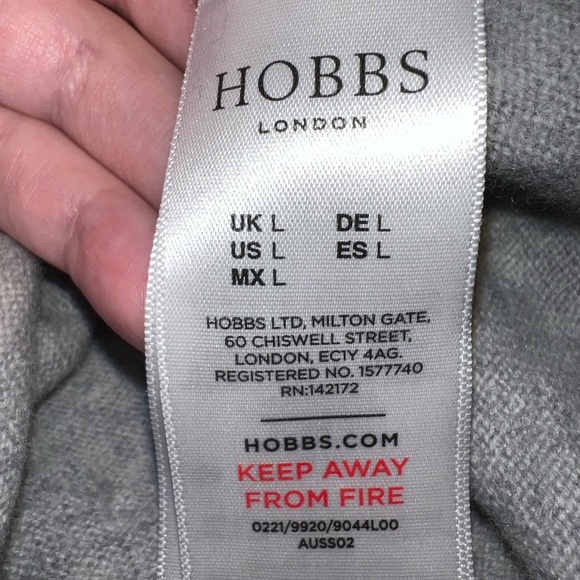 HOBBS
LONDON
UK L DE L
US L ES L
MX L
HOBBS LTD, MILTON GATE,
60 CHISWELL STREET,
LONDON, EC1Y 4AG.
REGISTERED NO. 1577740
RN:142172
HOBBS.COM
KEEP AWAY
FROM FIRE
0221/9920/9044L00
AUSS02